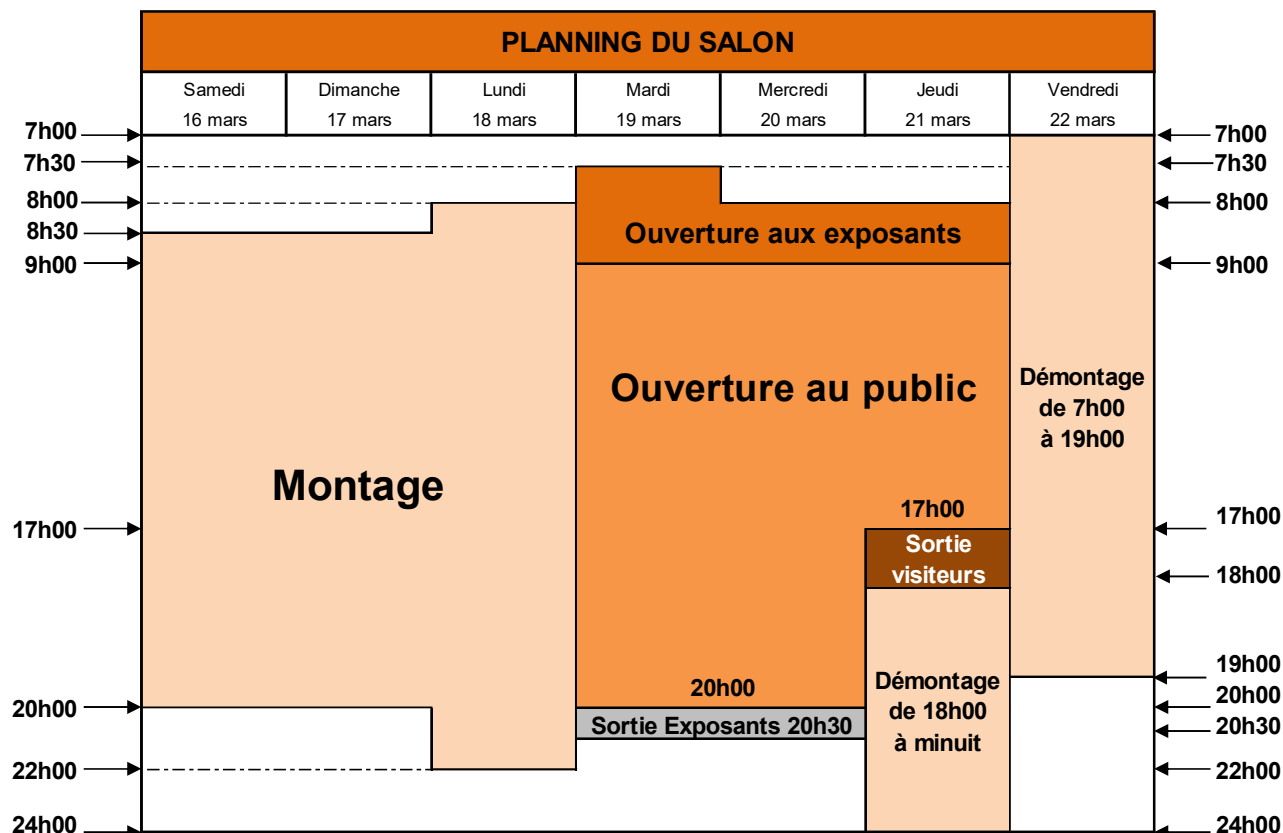 PLANNING DU SALON
Samedi Dimanche Lundi Mardi Mercredi Jeudi Vendredi
16 mars 17 mars 18 mars 19 mars 20 mars 21 mars 22 mars
7h00 7h00
7h30 7h30
8h00 8h00
8h30 Ouverture aux exposants
9h00 9h00
Ouverture au public
Démontage
de 7h00
à 19h00
Montage
17h00
17h00 17h00
Sortie
visiteurs 18h00
19h00
20h00 Démontage
20h00 20h00
de 18h00
Sortie Exposants 20h30 20h30
à minuit
22h00 22h00
24h00 24h00